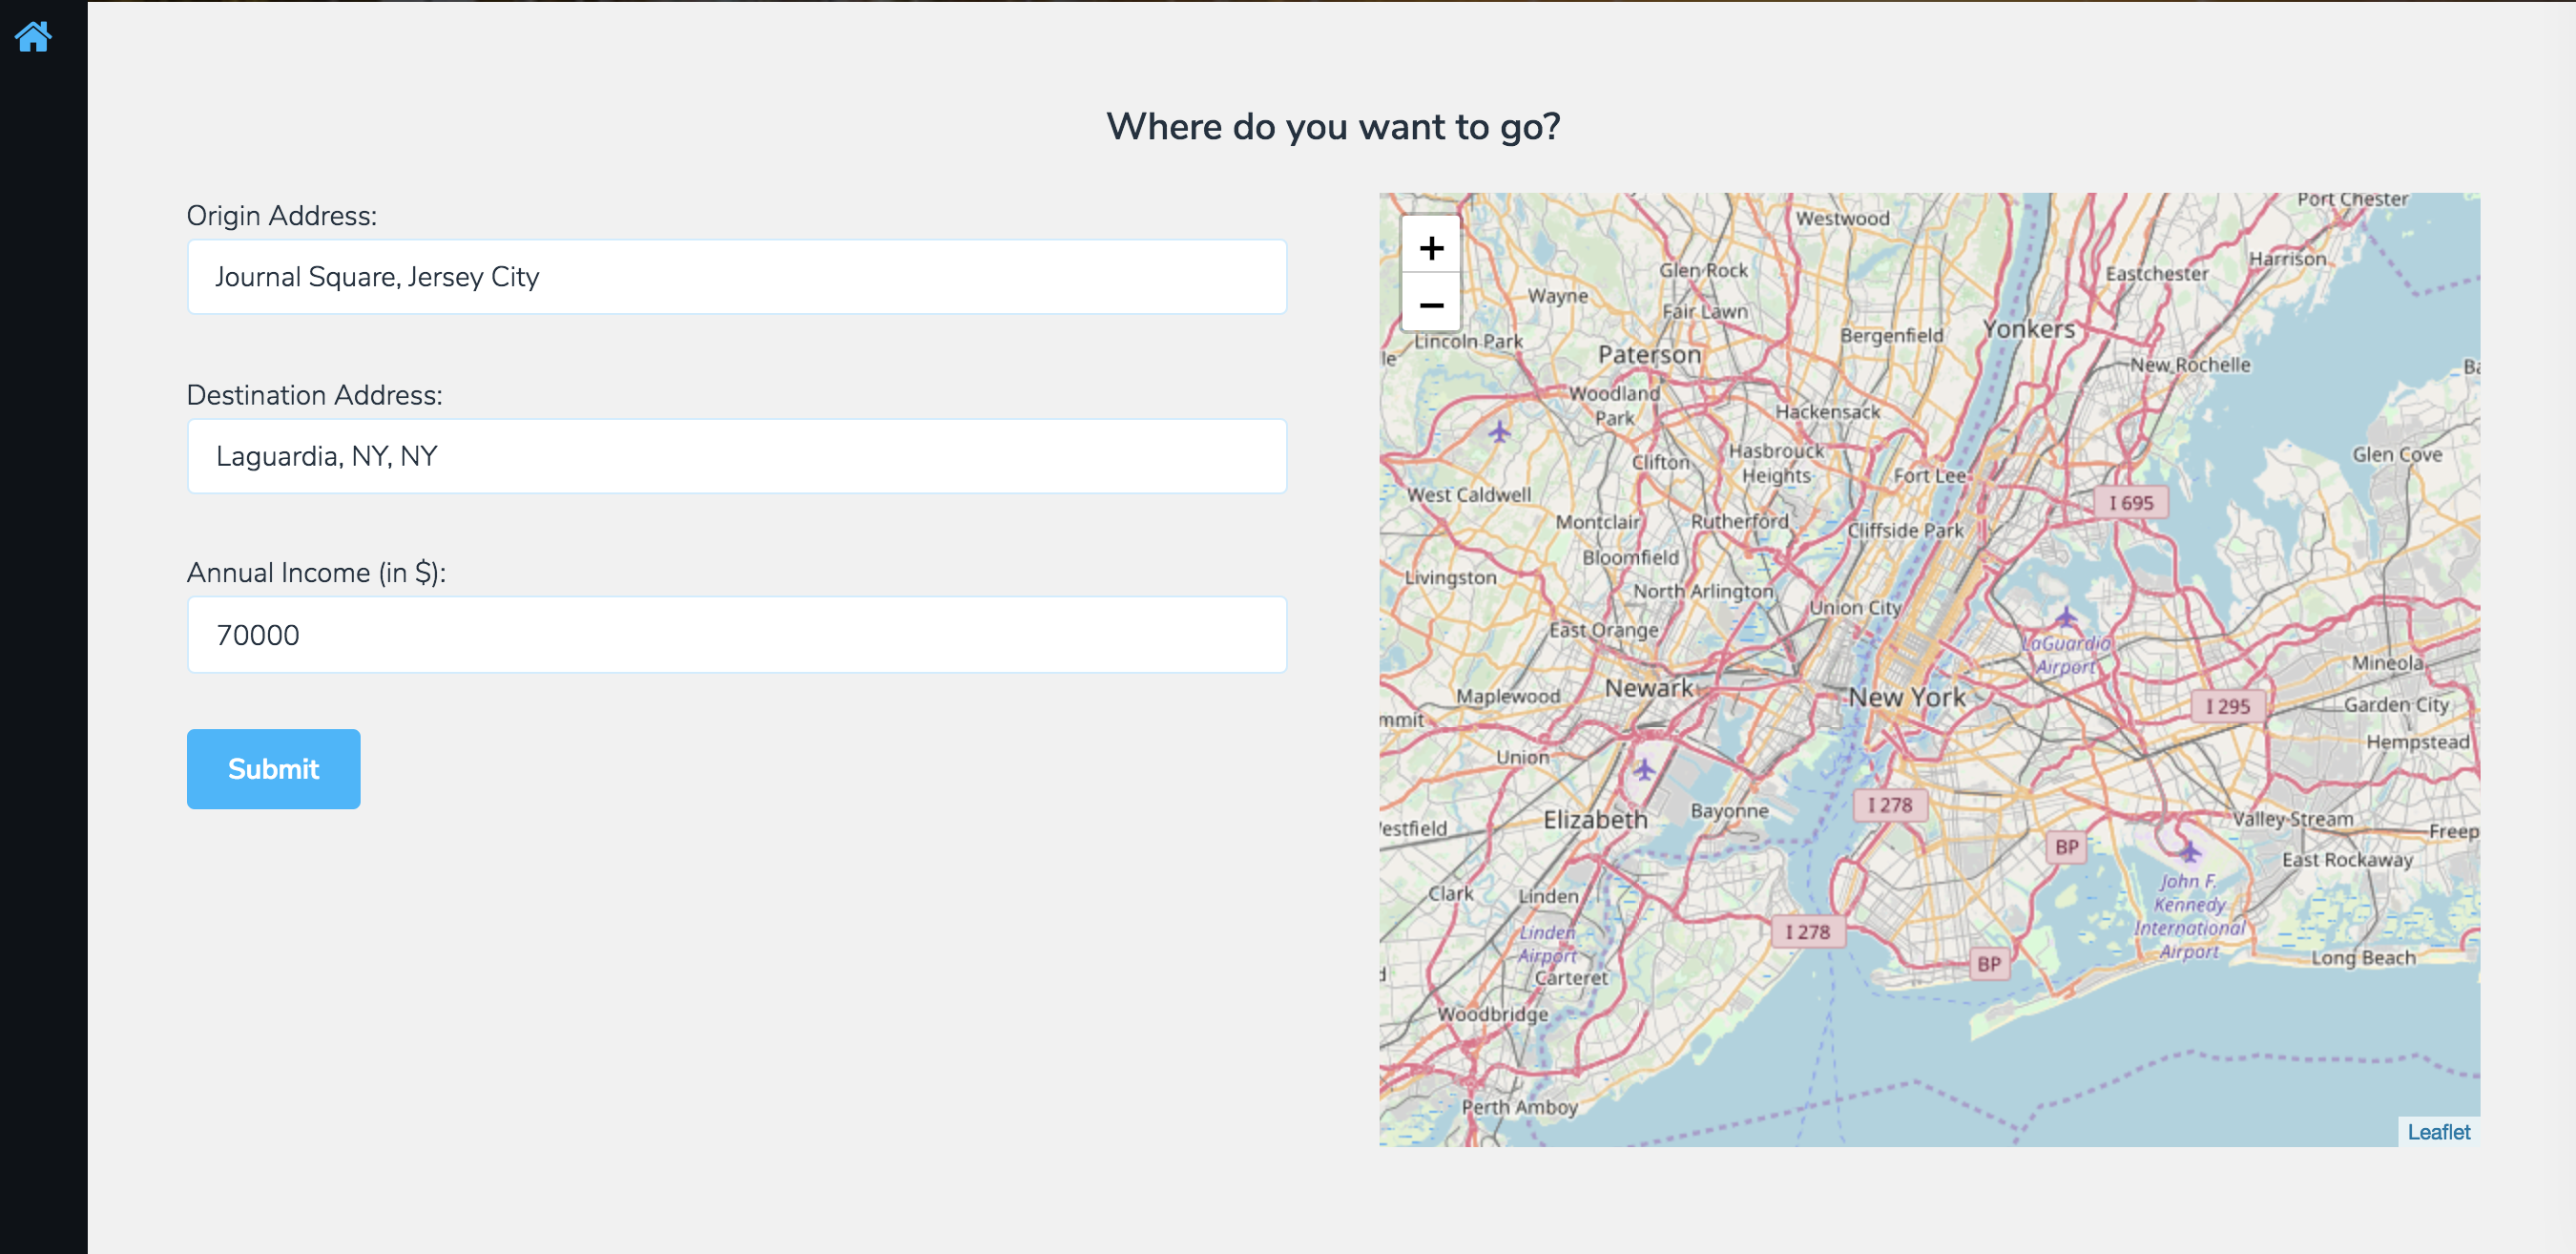 Where do you want to go?
Origin Address:
Journal Square, Jersey City
Destination Address:
Laguardia, NY, NY
Annual Income (in $):
70000
Submit
+
−
Port Chester
Westwood
Harrison
Eastchester
Glen Rock
Wayne
Fair Lawn
Yonkers
Bergenfield
Lincoln Park
Paterson
le
New Rochelle
Ba
Woodland
Park
Hackensack
Hasbrouck
Heights
Glen Cove
Clifton
Fort Lee
West Caldwell
I 695
Montclair
Rutherford
Cliffside Park
Bloomfield
Livingston
North Arlington
Union City
East Orange
LaGuardia
Airport
Mineola
Newark
Maplewood
New York
I 295
Garden City
mmit
Hempstead
Union
I 278
Bayonne
Elizabeth
Valley Stream
estfield
Freep
BP
East Rockaway
John F.
Kennedy
International
Airport
Clark
Linden
Linden
Airport
I 278
Long Beach
BP
d
Carteret
Woodbridge
Perth Amboy
Leaflet